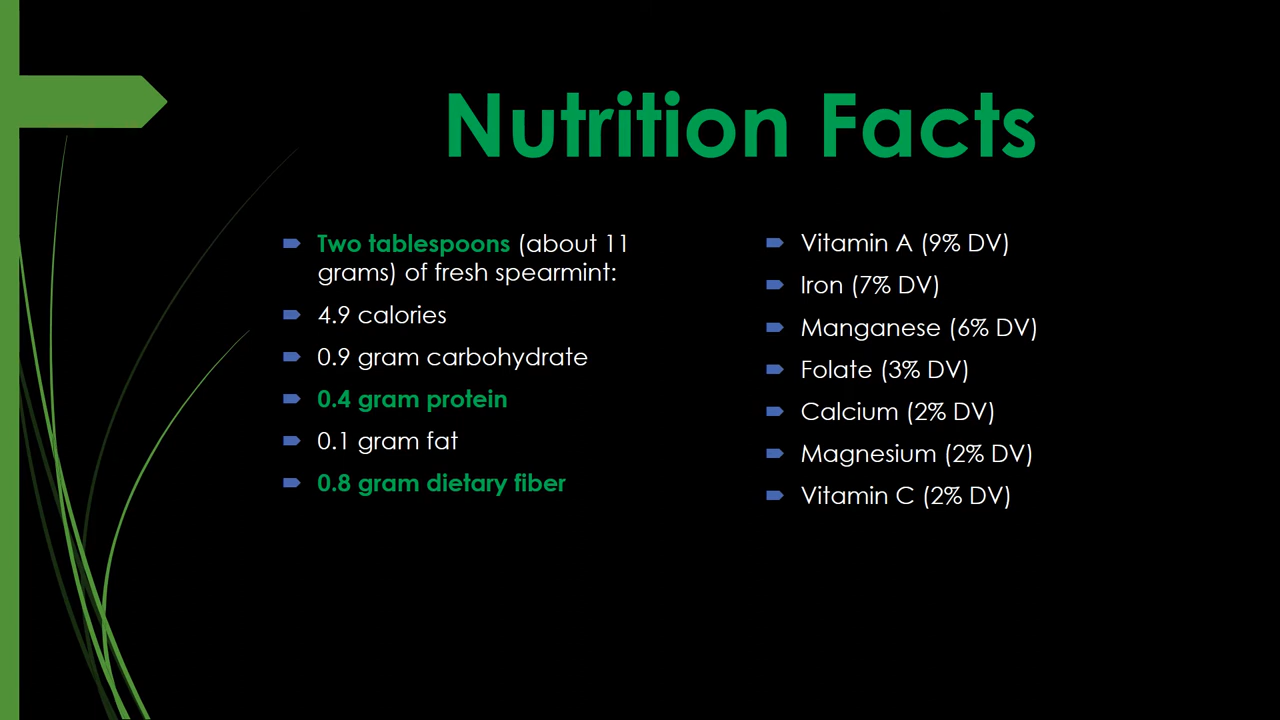 Nutrition Facts
Two tablespoons (about 11
grams) of fresh spearmint:
4.9 calories
0.9 gram carbohydrate
0.4 gram protein
0.1 gram fat
0.8 gram dietary fiber
Vitamin A (9% DV)
Iron (7% DV)
Manganese (6% DV)
Folate (3% DV)
Calcium (2% DV)
Magnesium (2% DV)
Vitamin C (2% DV)